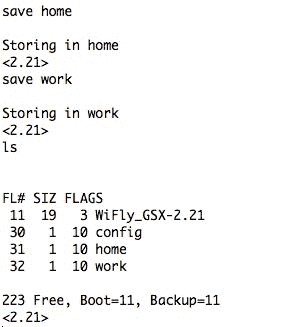 save home
Storing in home
<2.21>
save work
Storing in work
<2.21>
ls
FL# SIZ FLAGS
11 19 3 WiFly_GSX-2.21
30 1 10 config
31 1 10 home
32 1 10 work
223 Free, Boot=11, Backup=11
<2.21>